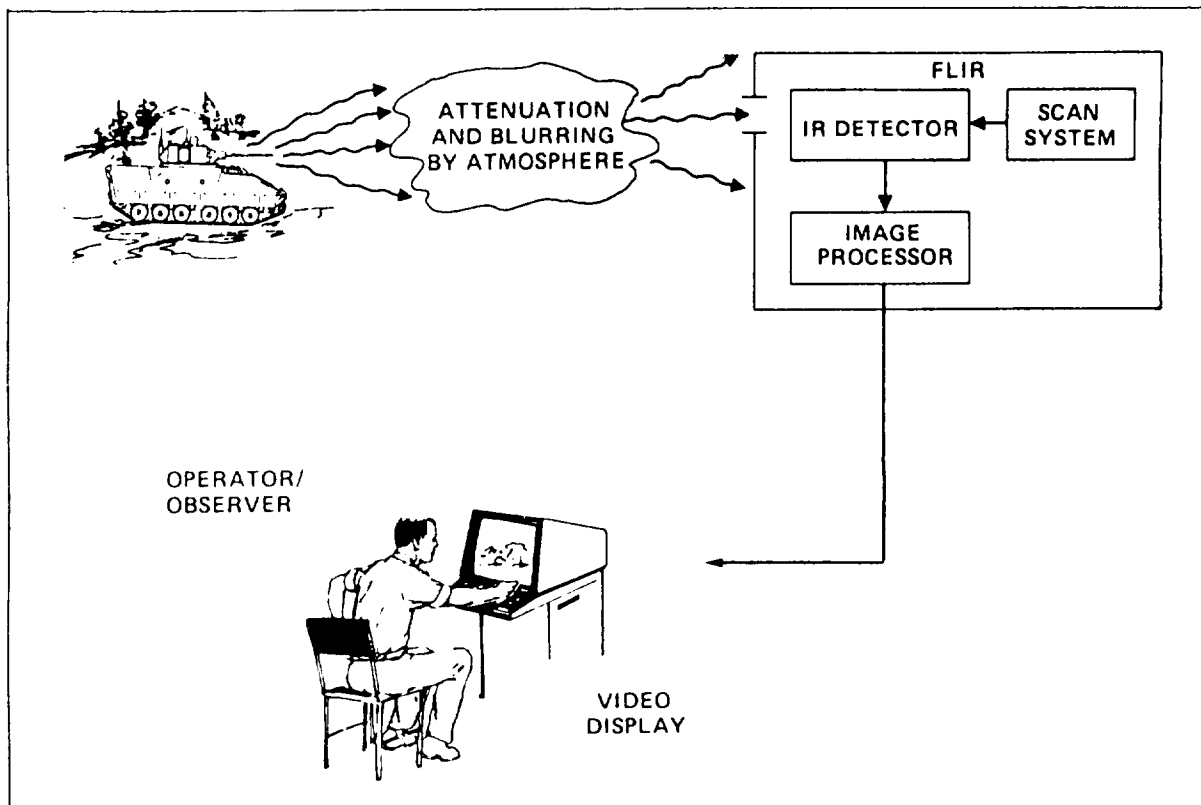 ATTENUATION
AND BLURRING
BY ATMOSPHERE
FLIR
IR DETECTOR
SCAN
SYSTEM
IMAGE
PROCESSOR
OPERATOR/
OBSERVER
VIDEO
DISPLAY